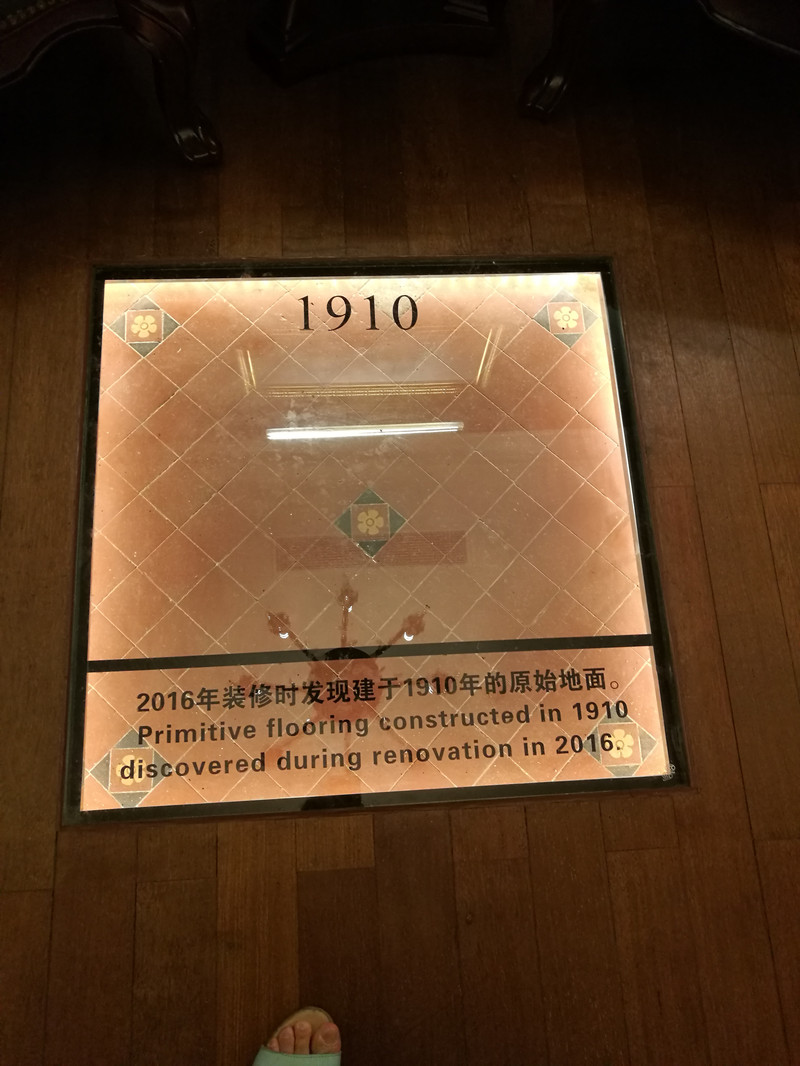 1910
2016年装修时发现建于1910年的原始地面。
Primitive flooring constructed in 1910
discovered during renovation in 2016.